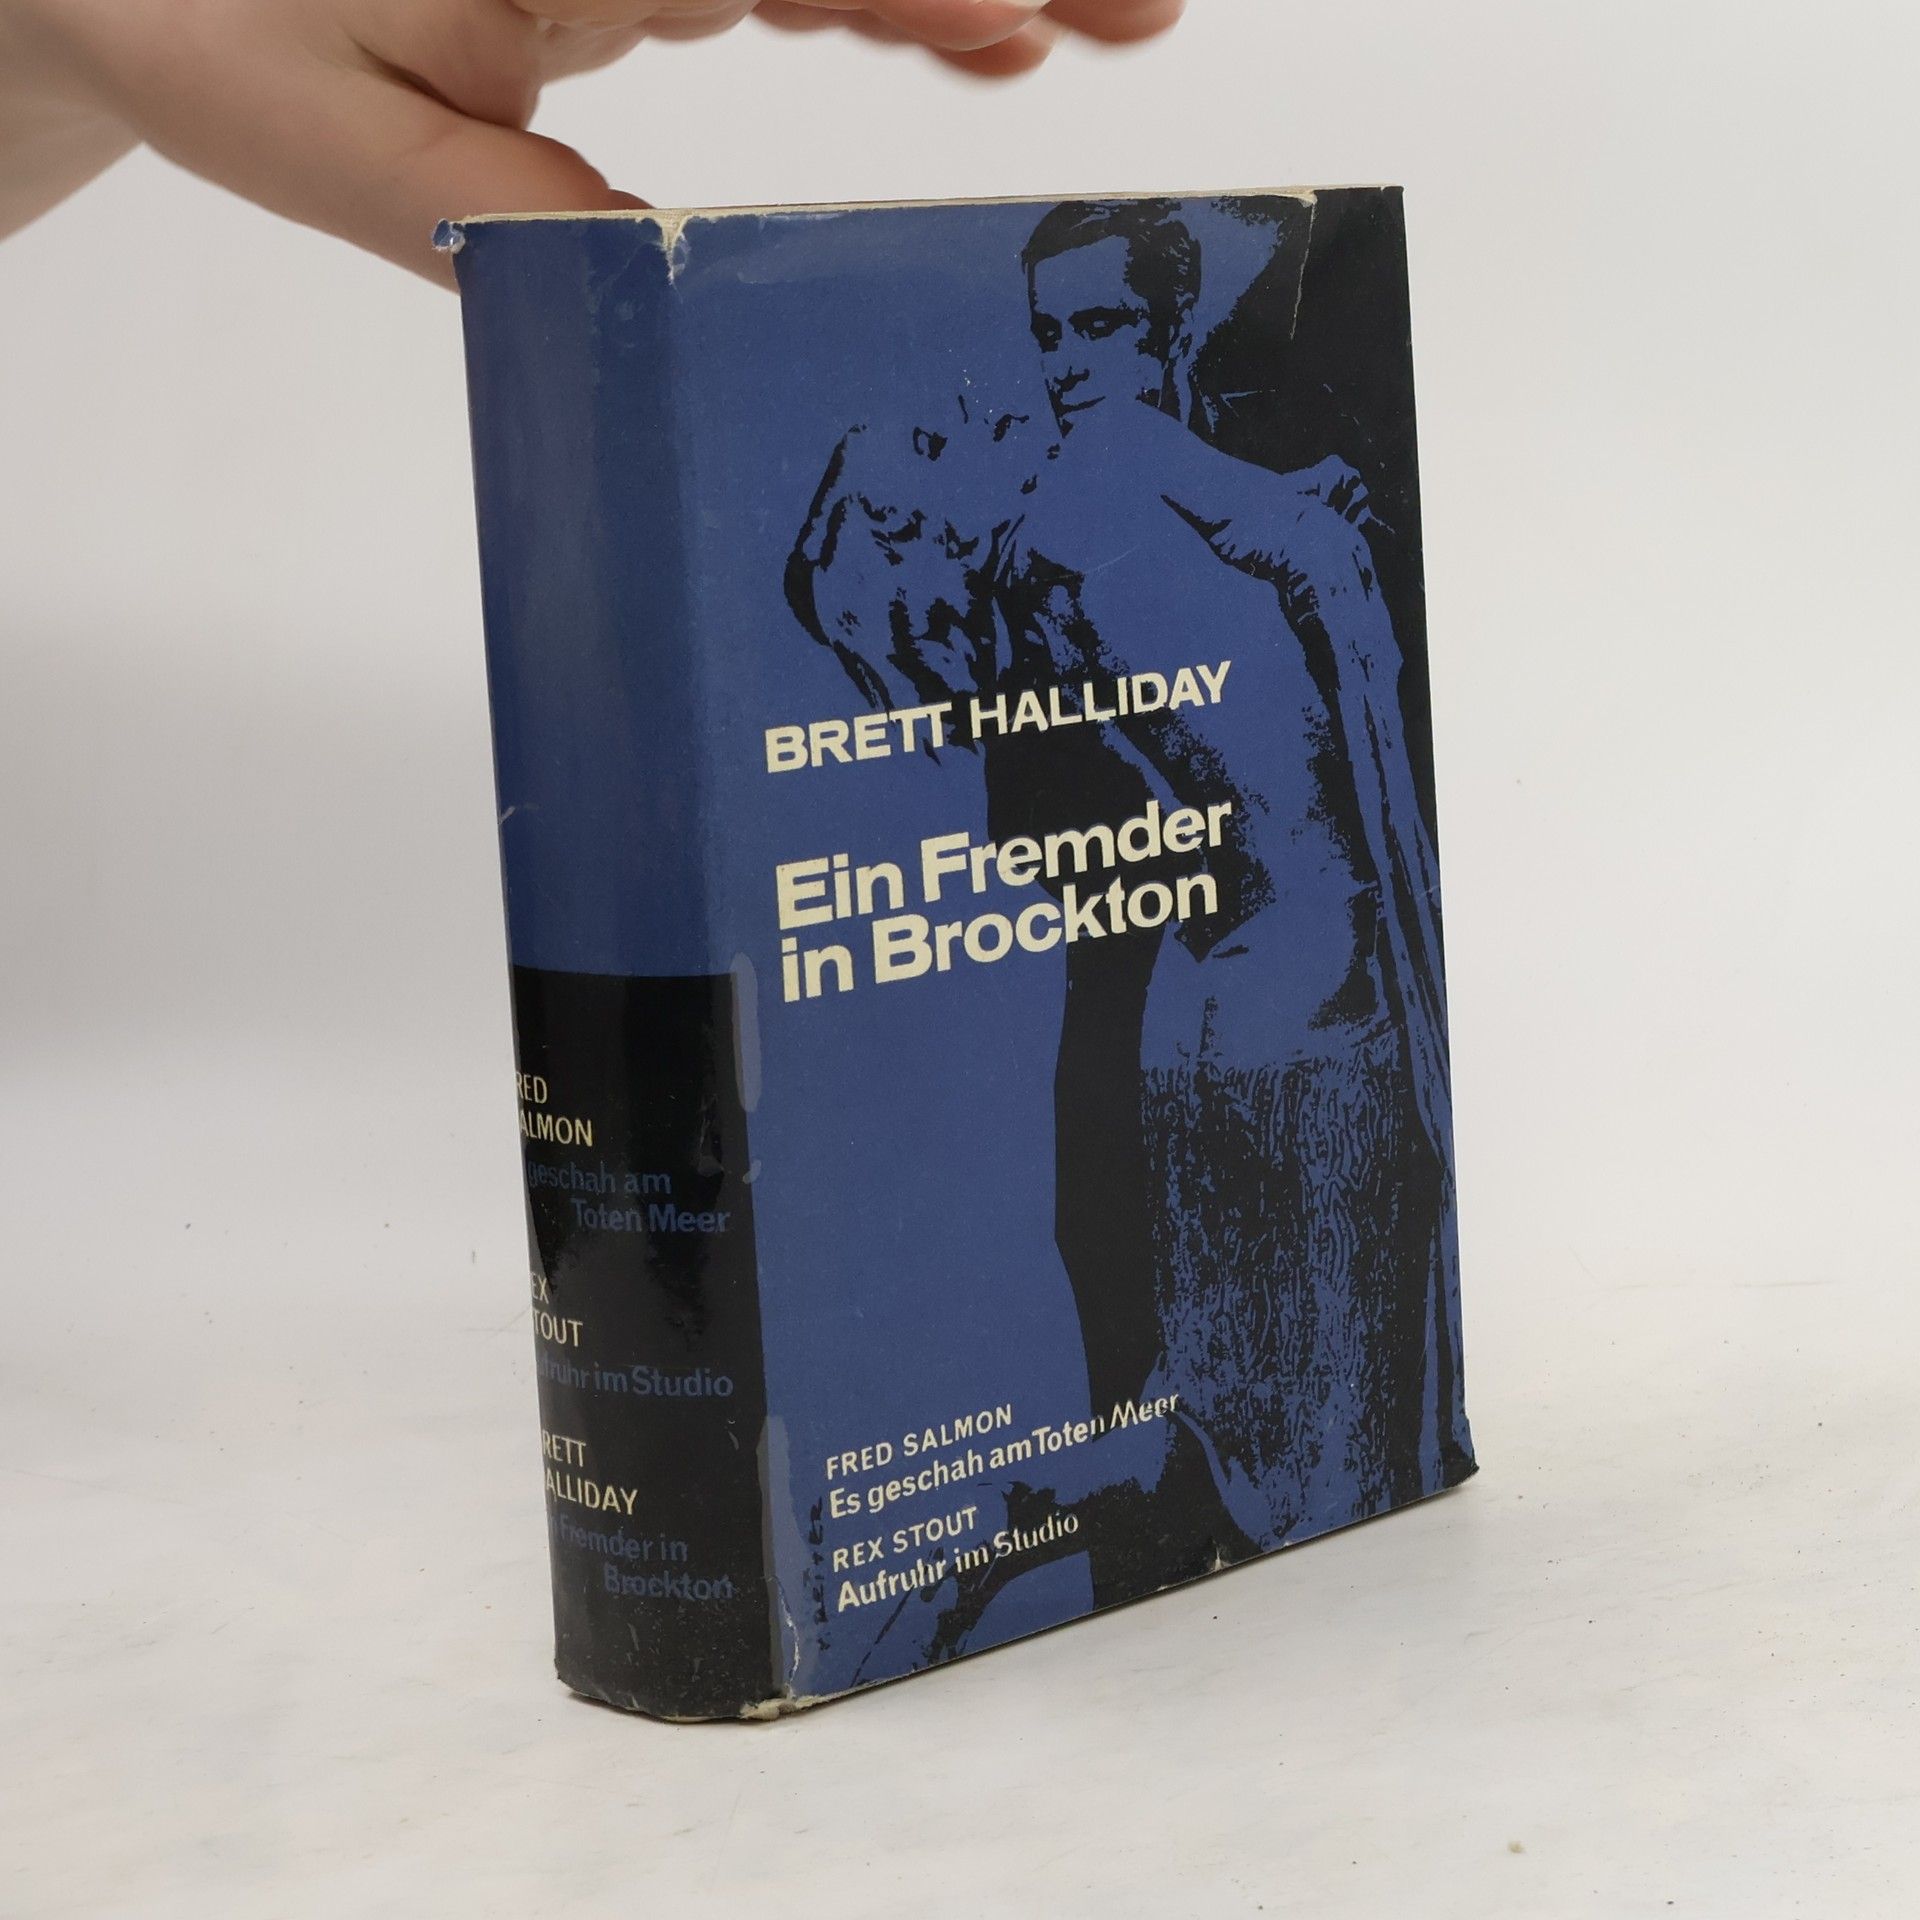 BRETT HALLIDAY
Ein Fremder
in Brockton
FRED SALMON
Es geschah am Toten Meer
REX STOUT
Aufruhr im Studio
RED
ALMON
geschah am
Toten Meer
EX
TOUT
fruhr im Studio
RETT
ALLIDAY
Fremder in
Brockton